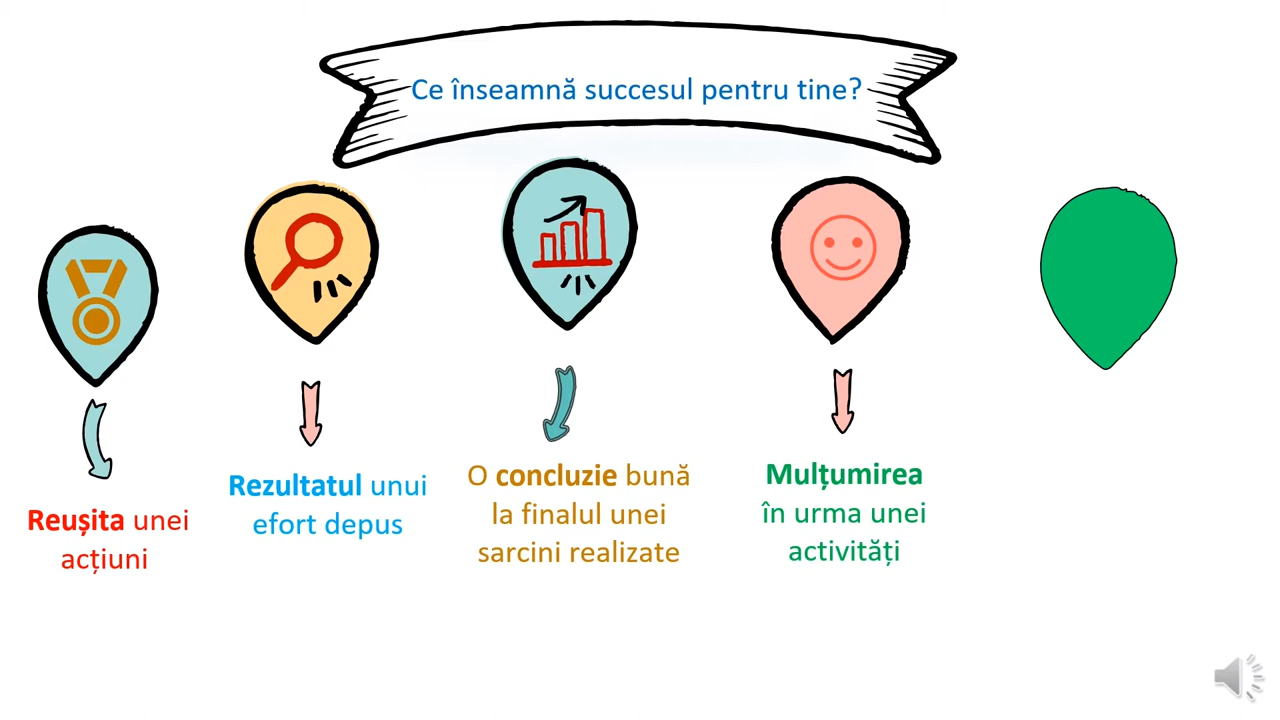 Ce înseamnă succesul pentru tine?
Reușita unei
acțiuni
Rezultatul unui
efort depus
O concluzie bună
la finalul unei
sarcini realizate
Mulțumirea
în urma unei
activități